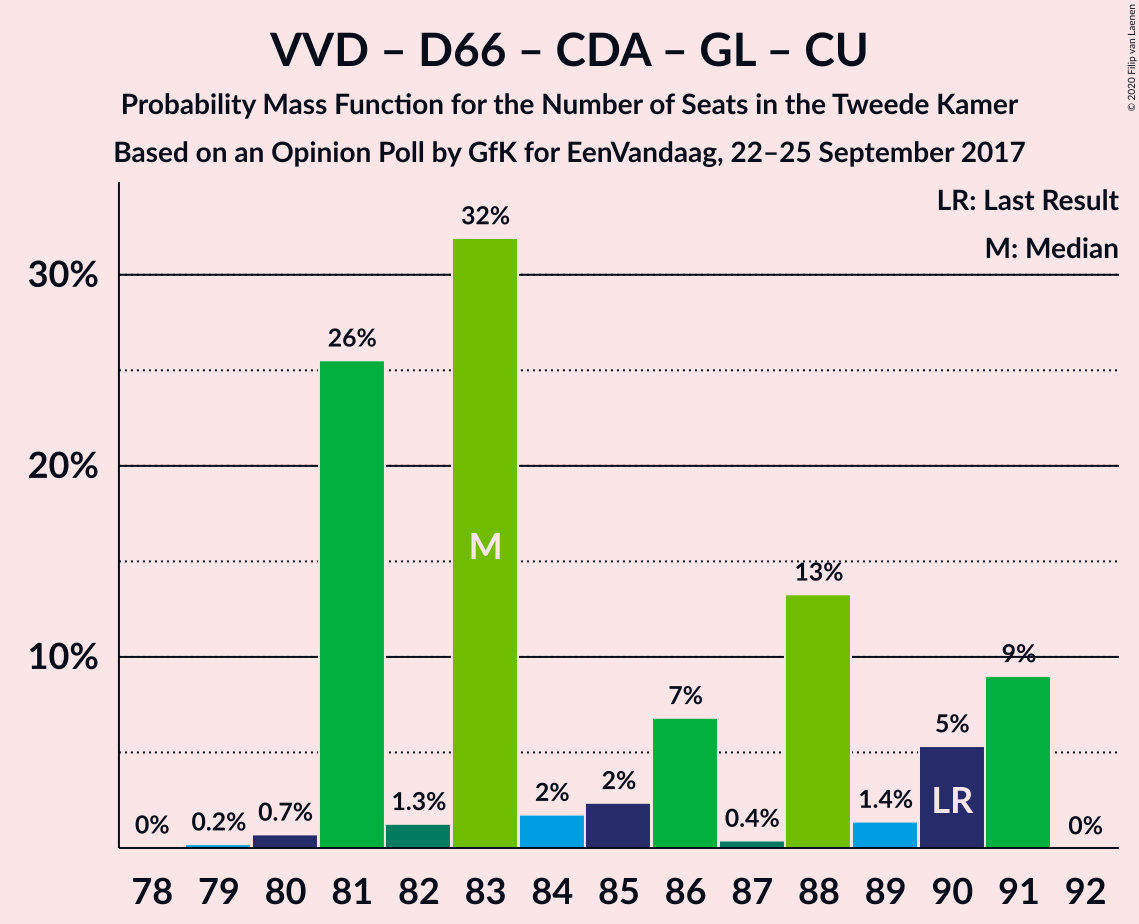 VVD – D66 – CDA – GL – CU
Probability Mass Function for the Number of Seats in the Tweede Kamer
Based on an Opinion Poll by GfK for EenVandaag, 22–25 September 2017
© 2020 Filip van Laenen
LR: Last Result
M: Median
30%
20%
10%
0%
0.2%
0.7%
26%
1.3%
32%
M
2%
2%
7%
0.4%
13%
1.4%
5%
LR
9%
0%
78 79 80 81 82 83 84 85 86 87 88 89 90 91 92